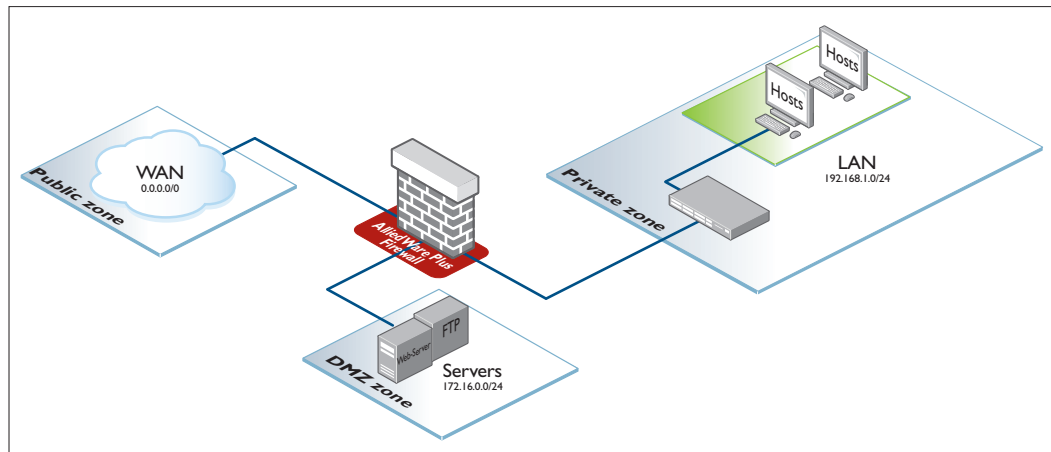 Hosts
Hosts
LAN
192.168.1.0/24
Private zone
WAN
0.0.0.0/0
Public zone
AlliedWare Plus
Firewall
FTP
Web-Server
Servers
172.16.0.0/24
DMZ zone